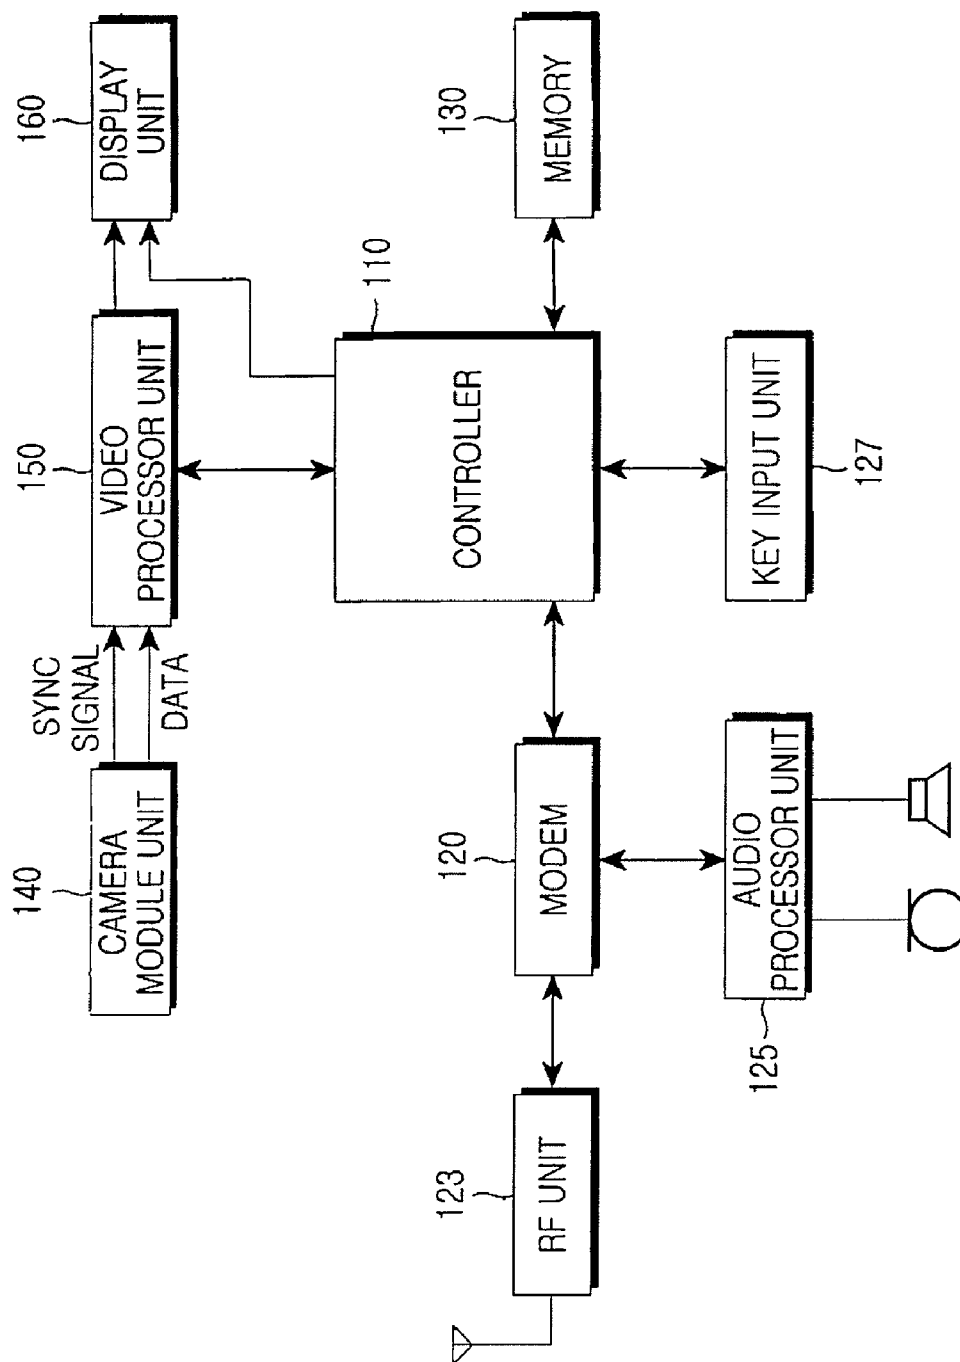 140
CAMERA
MODULE UNIT
SYNC
SIGNAL
DATA
150
VIDEO
PROCESSOR UNIT
160
DISPLAY
UNIT
110
CONTROLLER
123
RF UNIT
120
MODEM
130
MEMORY
AUDIO
PROCESSOR UNIT
125
KEY INPUT UNIT
127